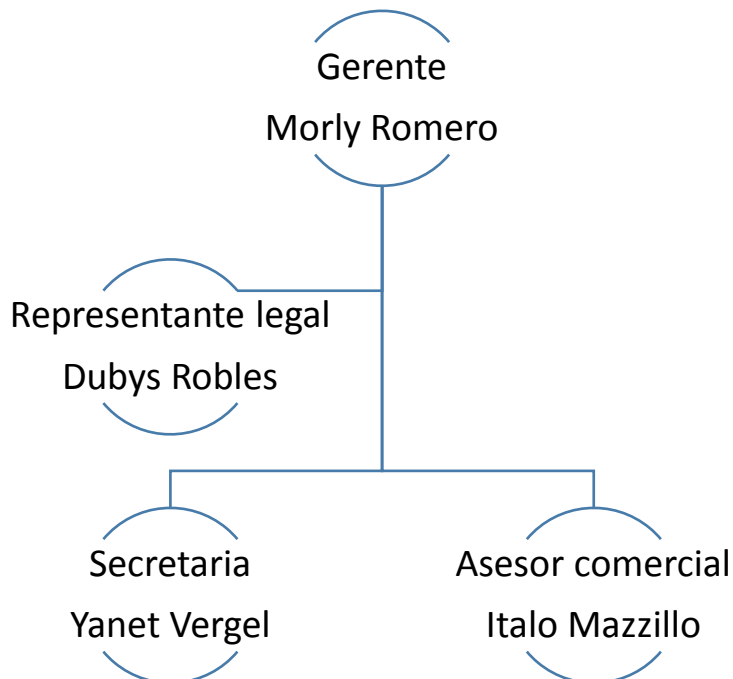 Gerente
Morly Romero
Representante legal
Dubys Robles
Secretaria
Yanet Vergel
Asesor comercial
Italo Mazzillo